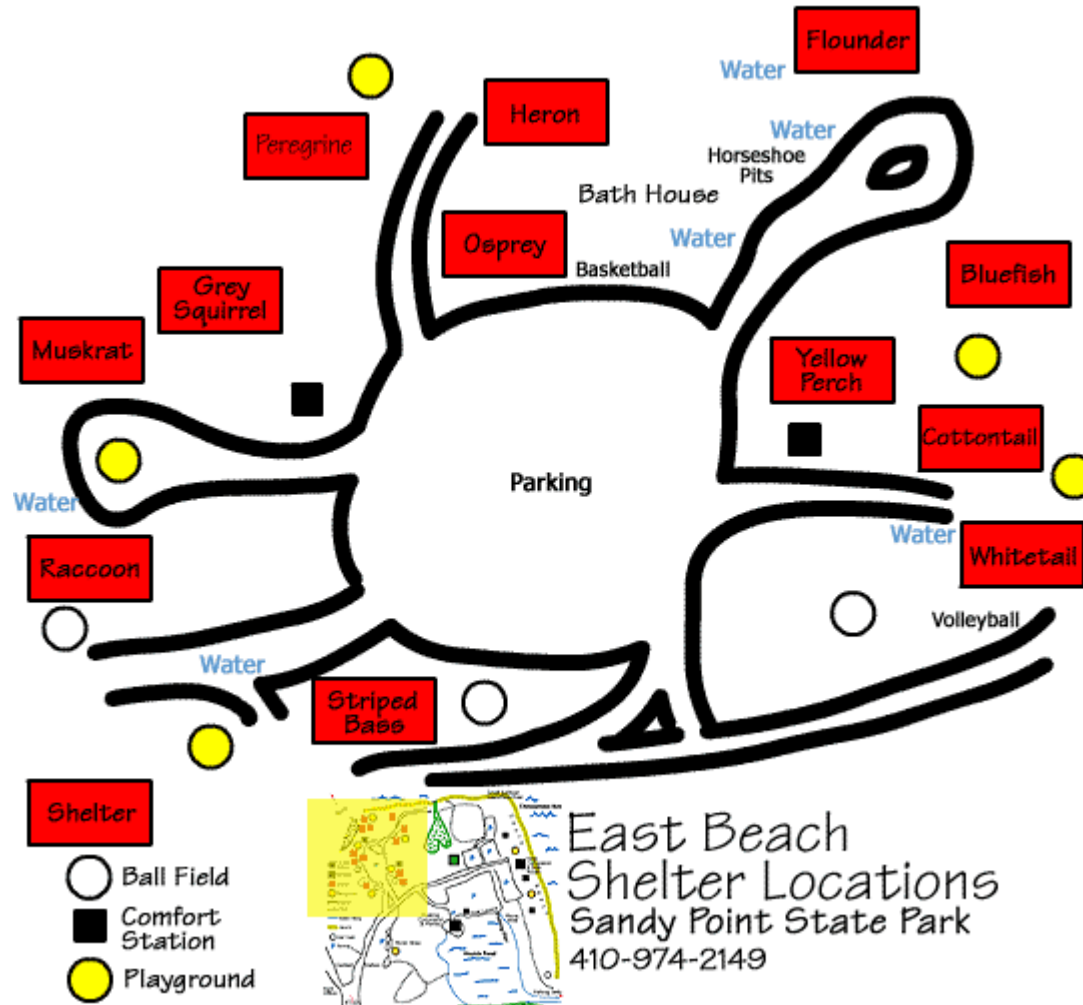 Flounder
Water
Heron
Peregrine
Water
Horseshoe
Pits
Bath House
Osprey
Water
Basketball
Bluefish
Grey
Squirrel
Muskrat
Yellow
Perch
Cottontail
Parking
Water
Water
Whitetail
Raccoon
Volleyball
Water
Striped
Bass
Shelter
Ball Field
Comfort
Station
Playground
East Beach
Shelter Locations
Sandy Point State Park
410-974-2149